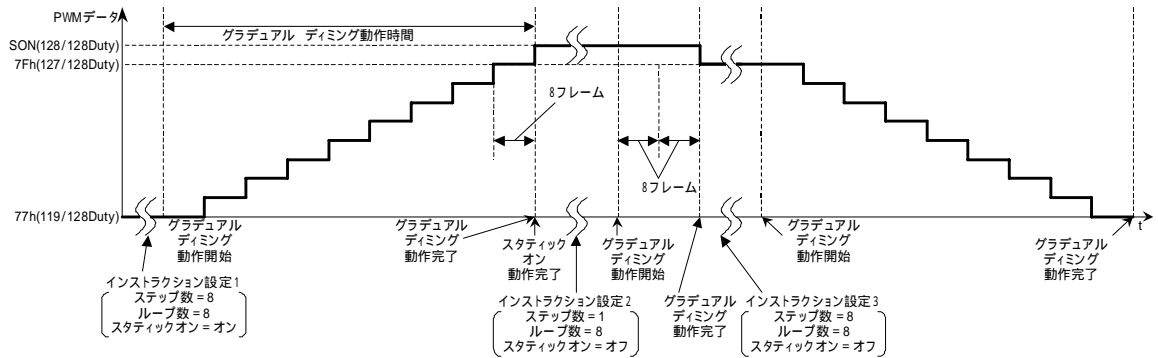 PWMデータ
グラデュアル ディミング動作時間
SON(128/128Duty)
7Fh(127/128Duty)
8フレーム
8フレーム
77h(119/128Duty)
t
グラデュアル
ディミング
動作開始
グラデュアル
ディミング
動作完了
スタティック
オン
動作完了
グラデュアル
ディミング
動作開始
グラデュアル
ディミング
動作完了
グラデュアル
ディミング
動作開始
グラデュアル
ディミング
動作完了
インストラクション設定1
ステップ数=8
ループ数=8
スタティックオン=オン
インストラクション設定2
ステップ数=1
ループ数=8
スタティックオン=オフ
インストラクション設定3
ステップ数=8
ループ数=8
スタティックオン=オフ